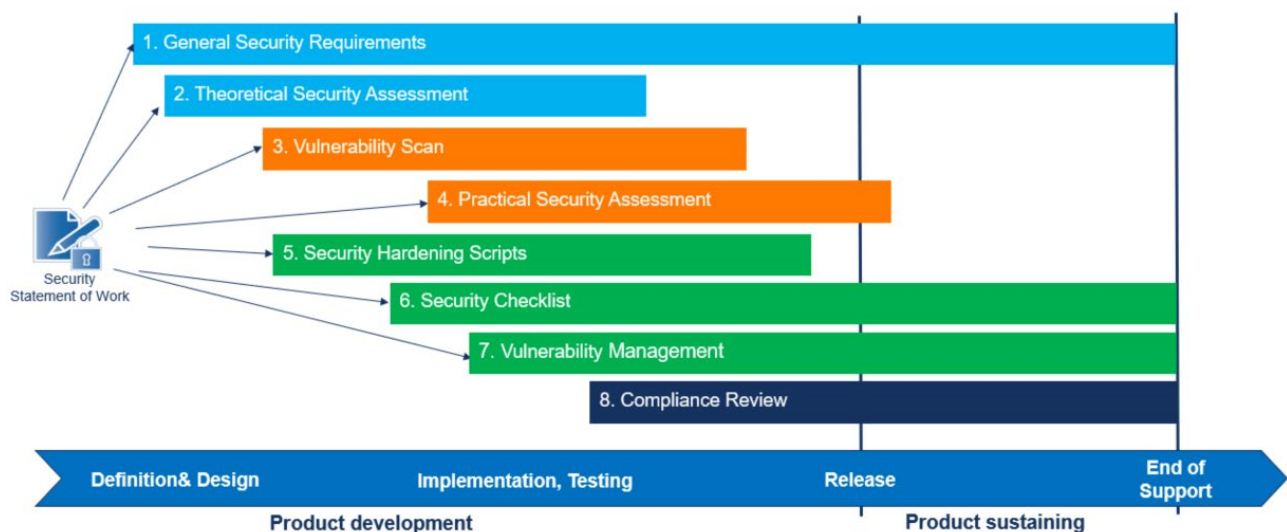 1. General Security Requirements
2. Theoretical Security Assessment
3. Vulnerability Scan
4. Practical Security Assessment
5. Security Hardening Scripts
6. Security Checklist
7. Vulnerability Management
8. Compliance Review
Security
Statement of Work
Definition& Design
Implementation, Testing
Release
End of
Support
Product development
Product sustaining